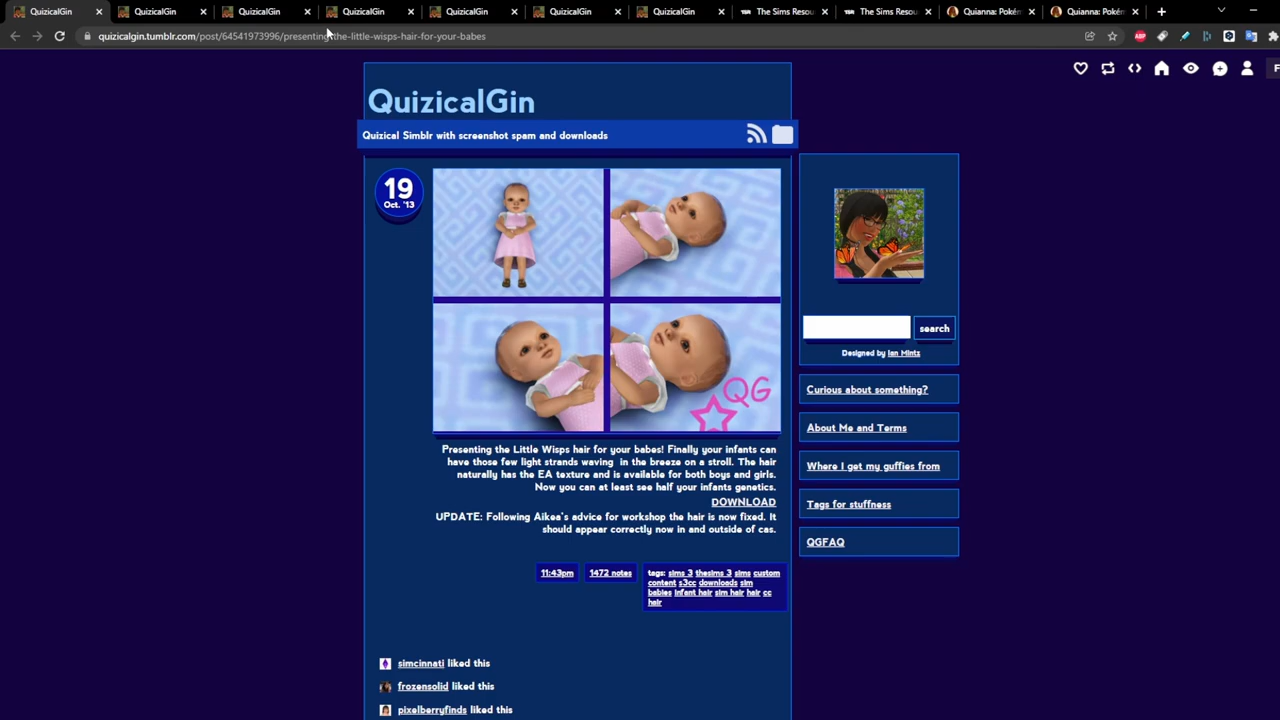 QuizicalGin
QuizicalGin
QuizicalGin
QuizicalGin
QuizicalGin
QuizicalGin
QuizicalGin
The Sims Resou
The Sims Resou
Quianna: Pokén
Quianna: Pokén
quizicalgin.tumblr.com/post/64541973996/presenting-the-little-wisps-hair-for-your-babes
ABP
F
QuizicalGin
Quizical Simblr with screenshot spam and downloads
19
Oct. '13
QG
search
Designed by Ian Mintz
Curious about something?
About Me and Terms
Where I get my guffies from
Tags for stuffness
QGFAQ
Presenting the Little Wisps hair for your babes! Finally your infants can
have those few light strands waving in the breeze on a stroll. The hair
naturally has the EA texture and is available for both boys and girls.
Now you can at least see half your infants genetics.
DOWNLOAD
UPDATE: Following Aikea's advice for workshop the hair is now fixed. It
should appear correctly now in and outside of cas.
11:43pm
1472 notes
tags: sims 3 thesims 3 sims custom
content s3cc downloads sim
babies infant hair sim hair hair cc
hair
simcinnati liked this
frozensolid liked this
pixelberryfinds liked this